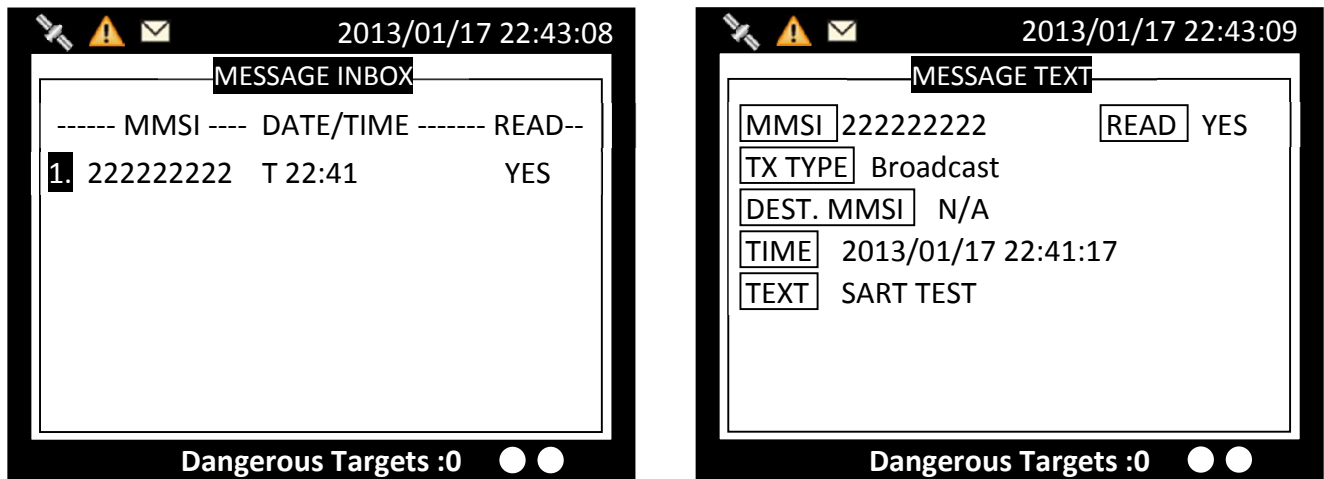 2013/01/17 22:43:08
MESSAGE INBOX
------ MMSI ---- DATE/TIME ------- READ--
1. 222222222 T 22:41 YES
Dangerous Targets :0
2013/01/17 22:43:09
MESSAGE TEXT
MMSI 222222222 READ YES
TX TYPE Broadcast
DEST. MMSI N/A
TIME 2013/01/17 22:41:17
TEXT SART TEST
Dangerous Targets :0